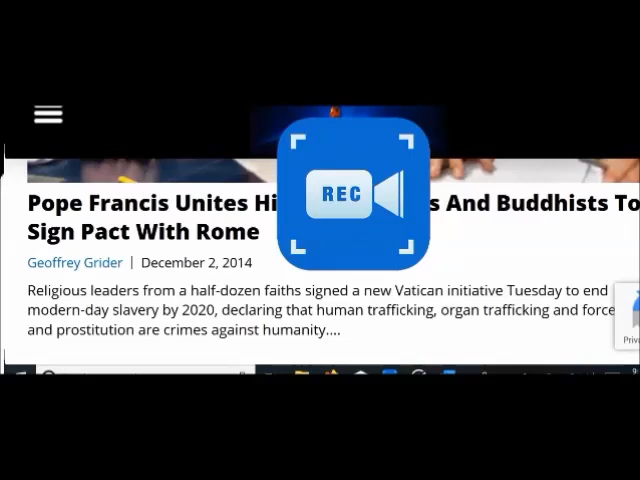 REC
Pope Francis Unites Hi s And Buddhists To
Sign Pact With Rome
Geoffrey Grider | December 2, 2014
Religious leaders from a half-dozen faiths signed a new Vatican initiative Tuesday to end
modern-day slavery by 2020, declaring that human trafficking, organ trafficking and force
and prostitution are crimes against humanity....
Priva